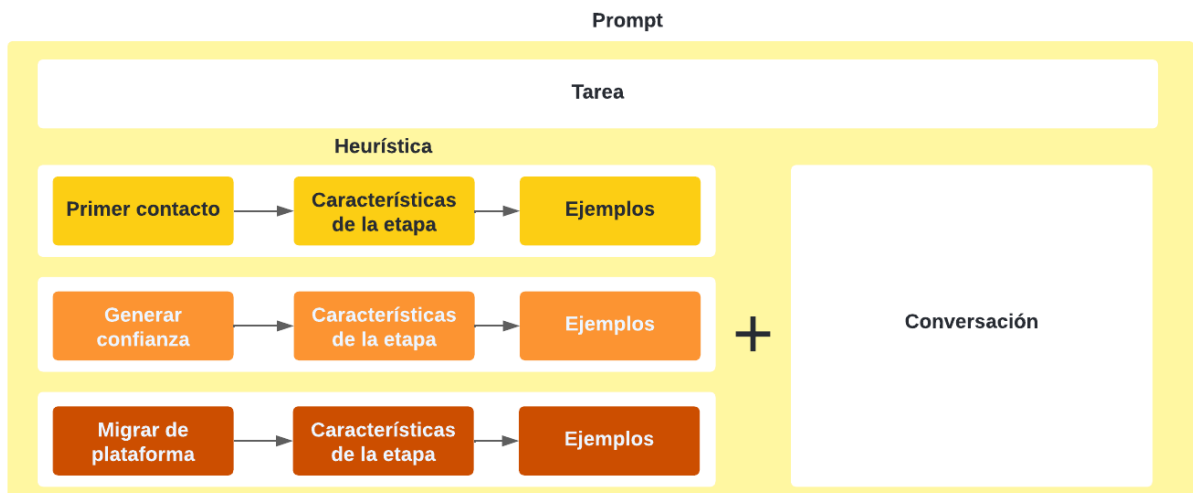 Prompt
Tarea
Heurística
Primer contacto
Características
de la etapa
Ejemplos
Generar
confianza
Características
de la etapa
Ejemplos
Migrar de
plataforma
Características
de la etapa
Ejemplos
+
Conversación